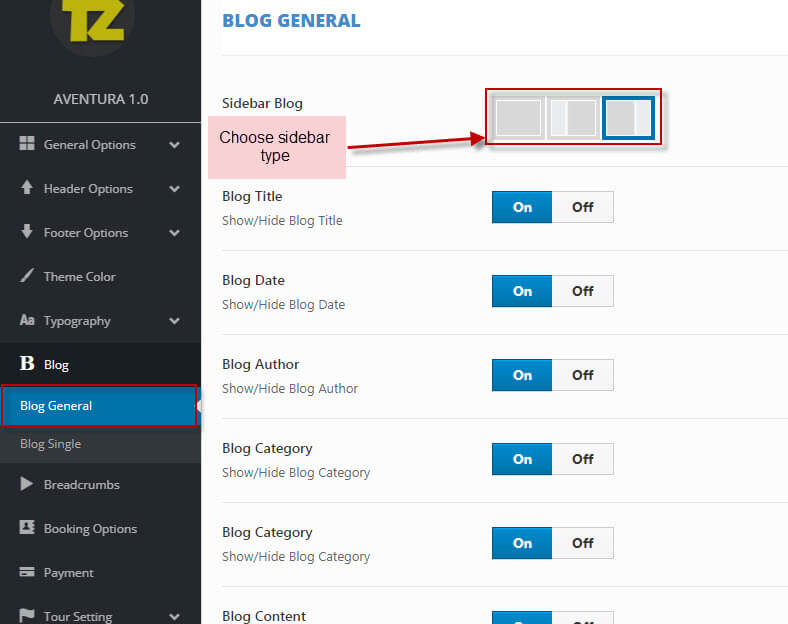 TZ
AVENTURA 1.0
General Options
Header Options
Footer Options
Theme Color
Aa Typography
B Blog
Blog General
Blog Single
Breadcrumbs
Booking Options
Payment
Tour Setting
BLOG GENERAL
Sidebar Blog
Choose sidebar
type
Blog Title
Show/Hide Blog Title
On Off
Blog Date
Show/Hide Blog Date
On Off
Blog Author
Show/Hide Blog Author
On Off
Blog Category
Show/Hide Blog Category
On Off
Blog Category
Show/Hide Blog Category
On Off
Blog Content
On Off